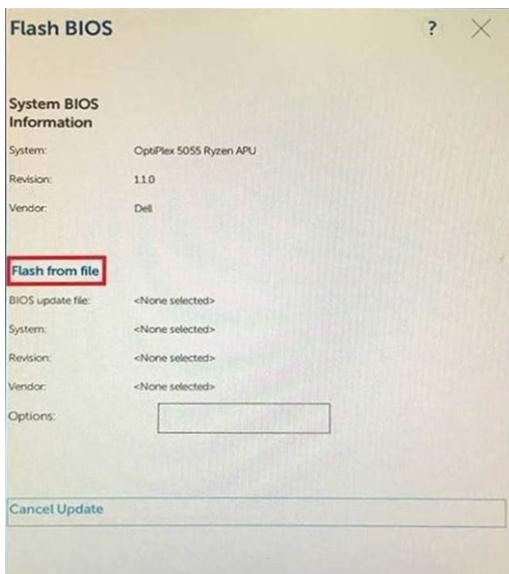 Flash BIOS
?
System BIOS
Information
System: OptiPlex 5055 Ryzen APU
Revision: 1.1.0
Vendor: Dell
Flash from file
BIOS update file: <None selected>
System: <None selected>
Revision: <None selected>
Vendor: <None selected>
Options:
Cancel Update